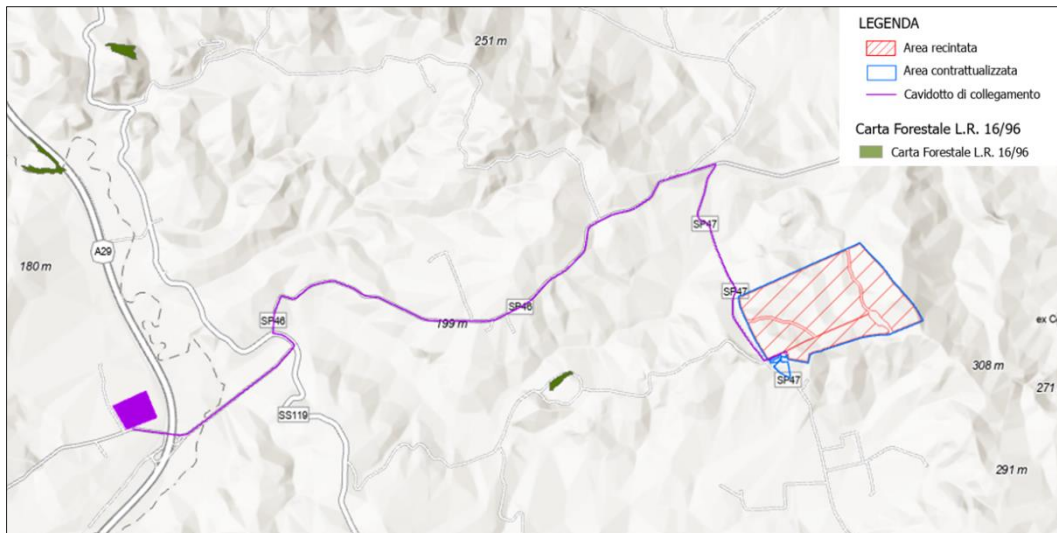 251 m
LEGENDA
Area recintata
Area contrattualizzata
Cavidotto di collegamento
Carta Forestale L.R. 16/96
Carta Forestale L.R. 16/96
SP47
A29
180 m
SP47
SP46
SP46
199 m
ex Co
308 m
SP47
271
SS119
291 m